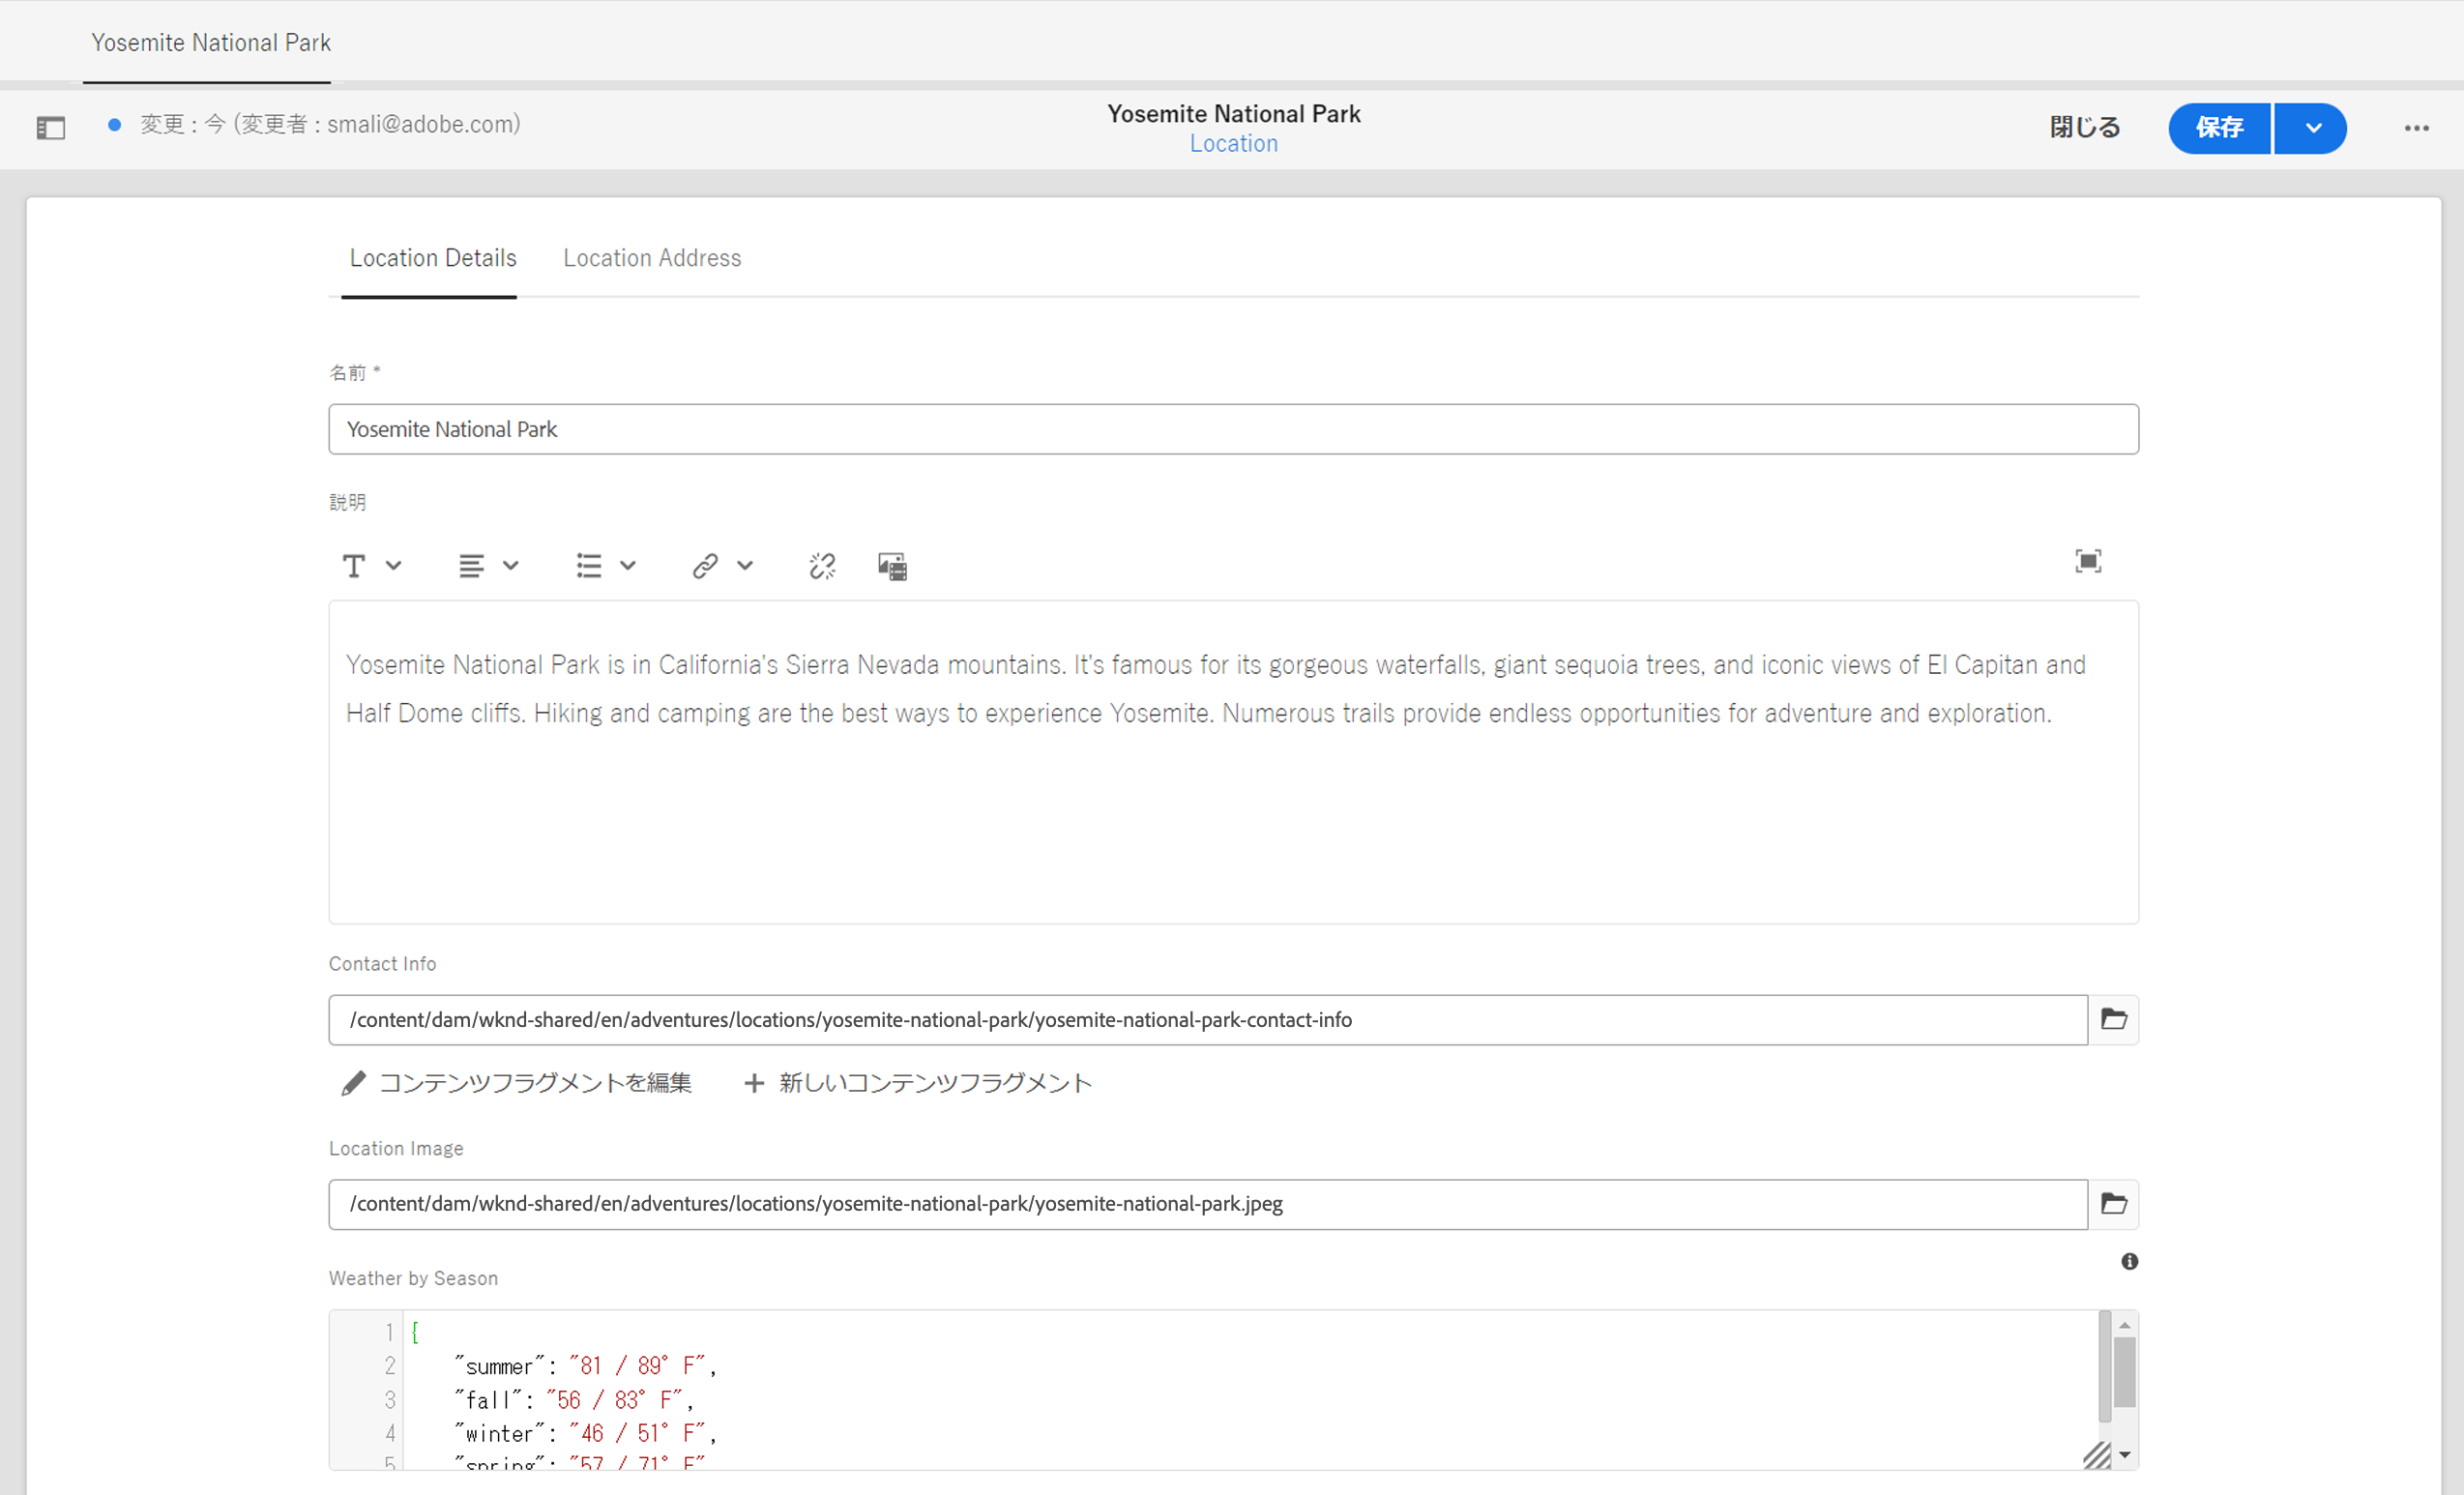 Yosemite National Park
変更 : 今 (変更者 : smali@adobe.com)
Yosemite National Park
Location
閉じる
保存
Location Details
Location Address
名前 *
Yosemite National Park
説明
Yosemite National Park is in California's Sierra Nevada mountains. It's famous for its gorgeous waterfalls, giant sequoia trees, and iconic views of El Capitan and
Half Dome cliffs. Hiking and camping are the best ways to experience Yosemite. Numerous trails provide endless opportunities for adventure and exploration.
Contact Info
/content/dam/wknd-shared/en/adventures/locations/yosemite-national-park/yosemite-national-park-contact-info
コンテンツフラグメントを編集
新しいコンテンツフラグメント
Location Image
/content/dam/wknd-shared/en/adventures/locations/yosemite-national-park/yosemite-national-park.jpeg
Weather by Season
1 {
2 "summer": "81 / 89° F",
3 "fall": "56 / 83° F",
4 "winter": "46 / 51° F",
5 "spring": "57 / 71° F"